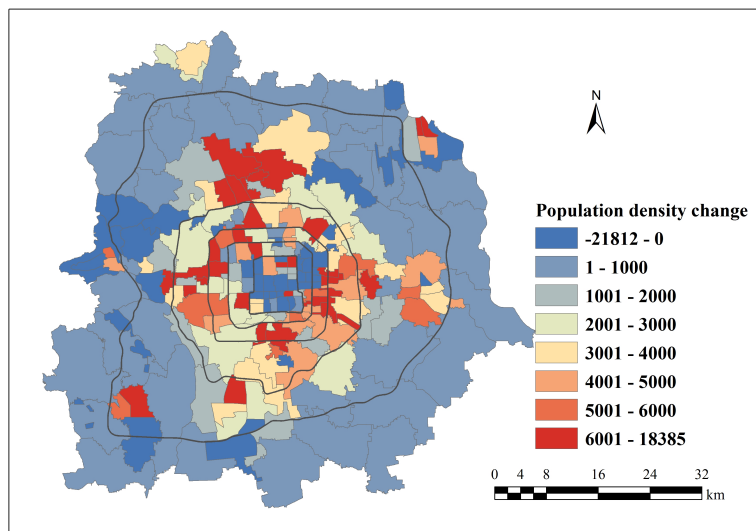 N
Population density change
-21812 - 0
1 - 1000
1001 - 2000
2001 - 3000
3001 - 4000
4001 - 5000
5001 - 6000
6001 - 18385
0 4 8 16 24 32
km